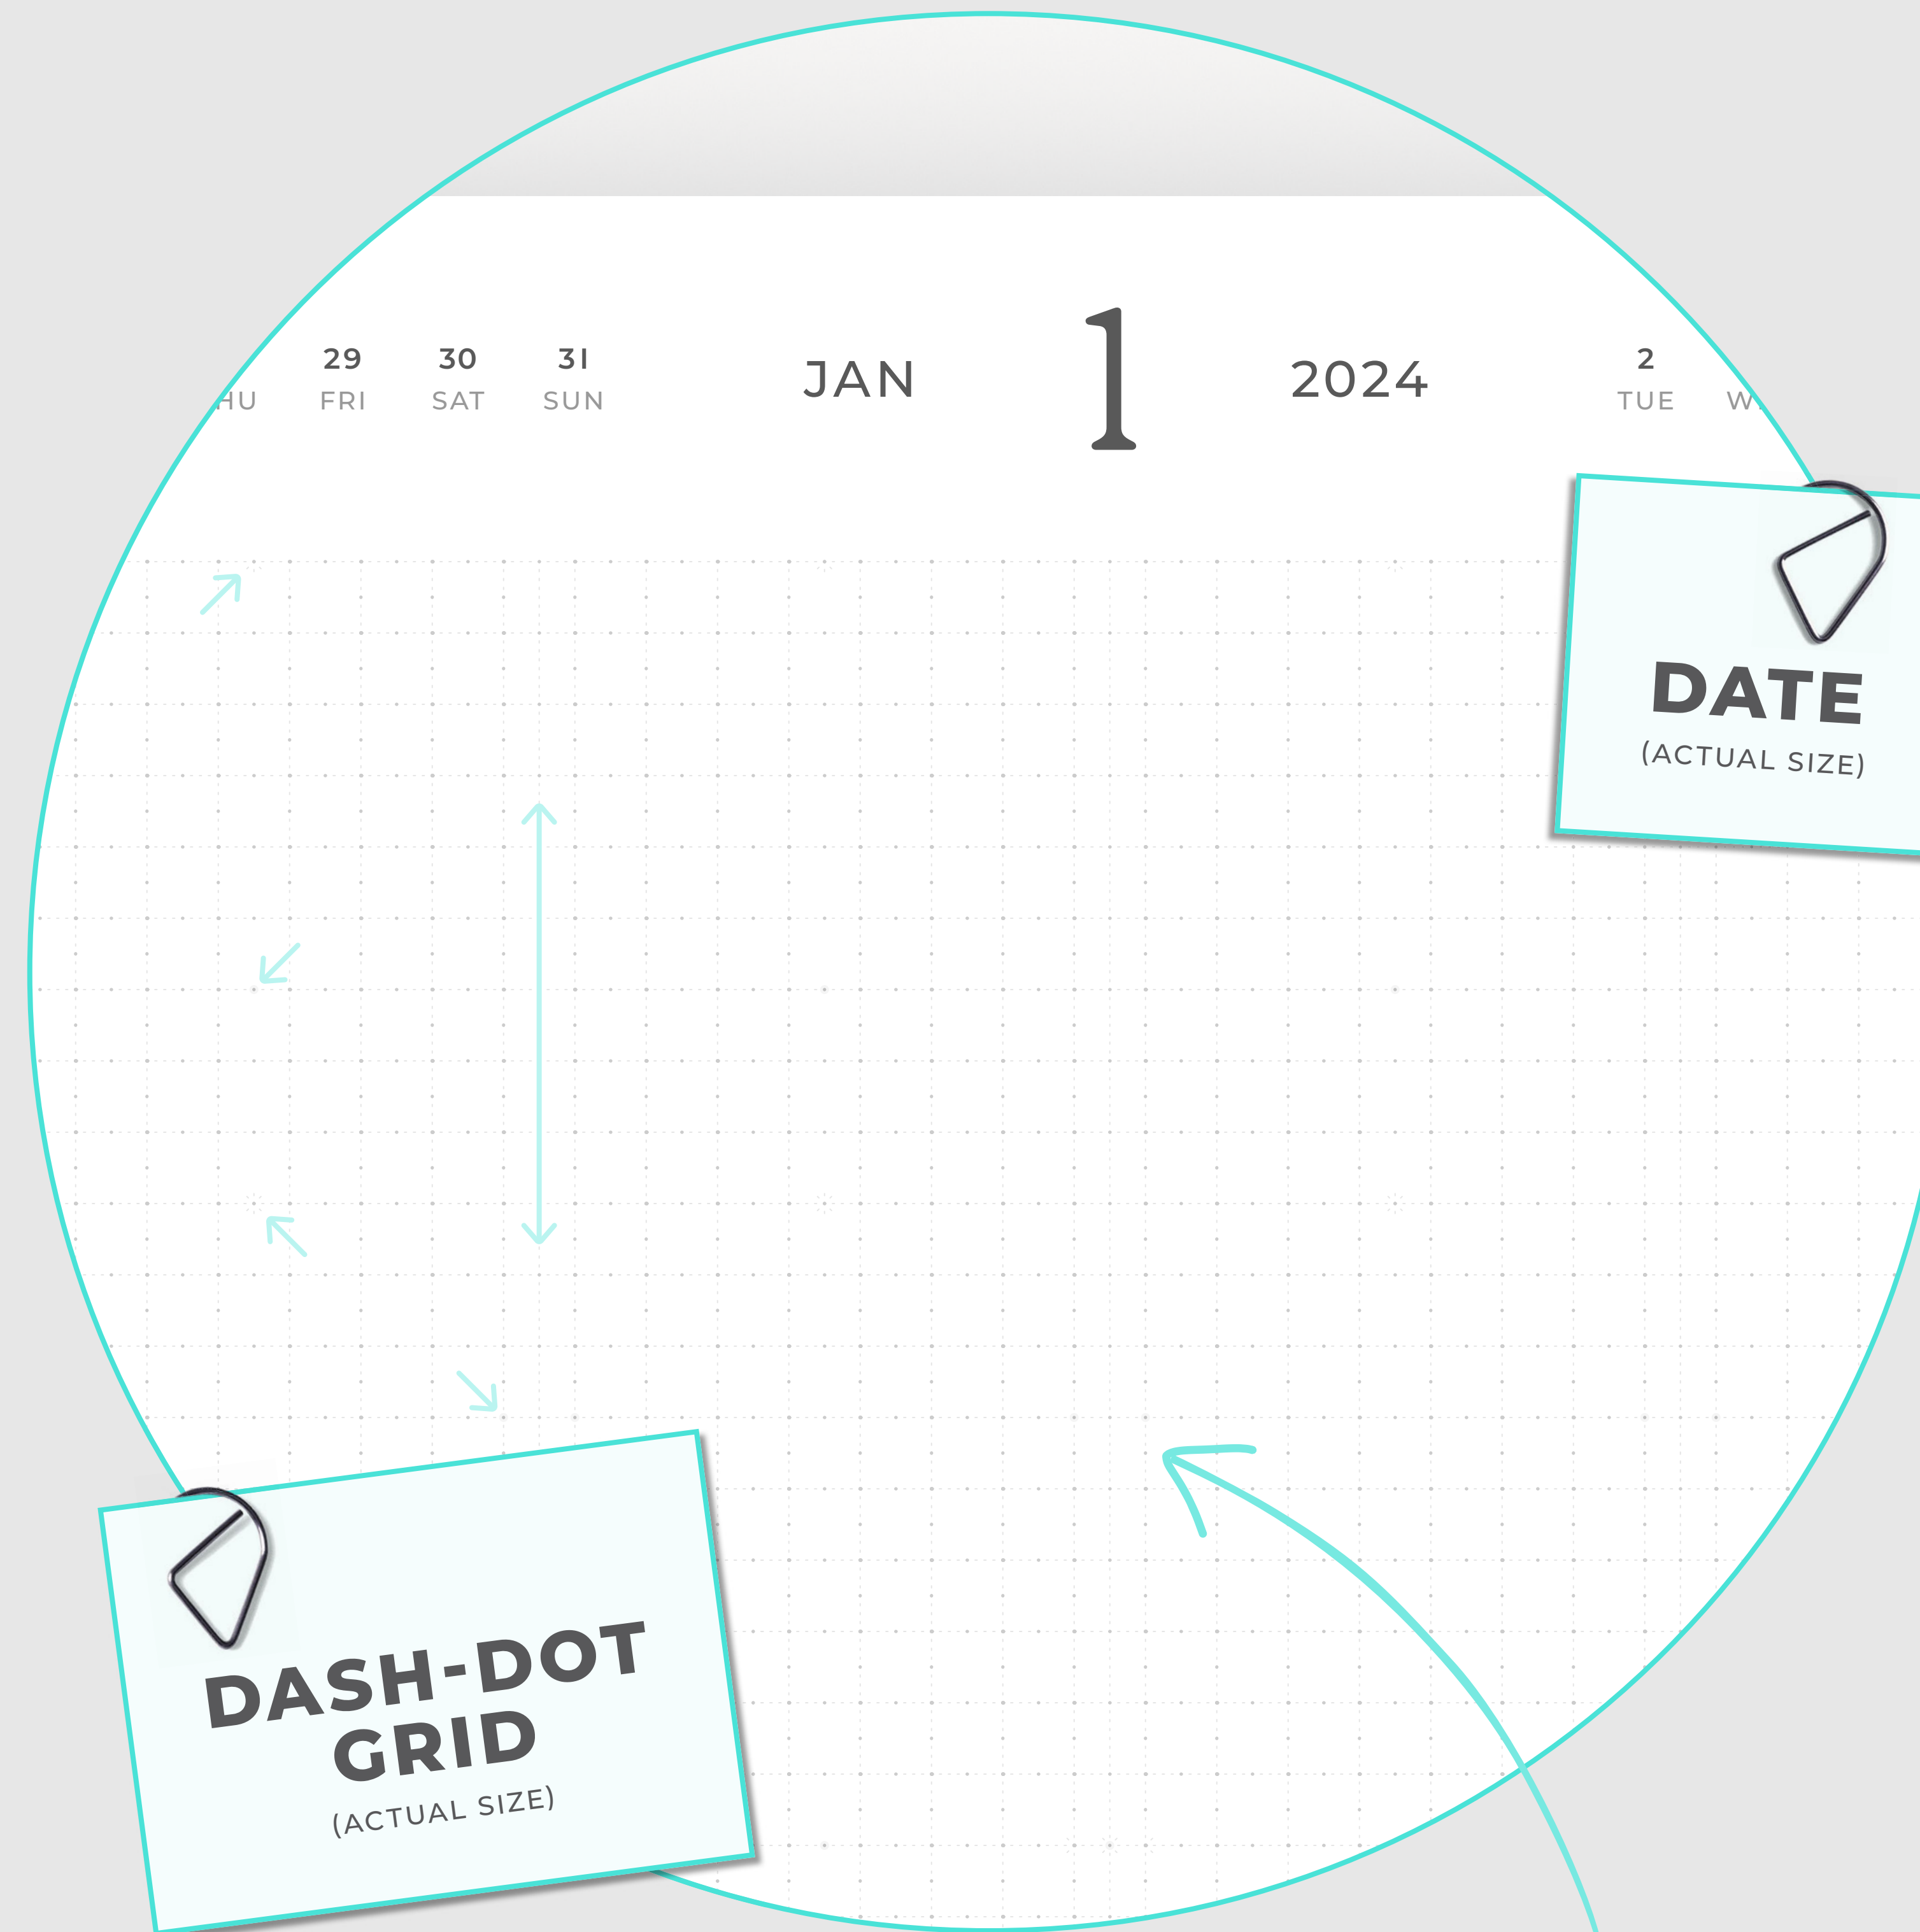 29 30 31 JAN 1 2024 2
FRI SAT SUN TUE
DATE
(ACTUAL SIZE)
DASH-DOT
GRID
(ACTUAL SIZE)